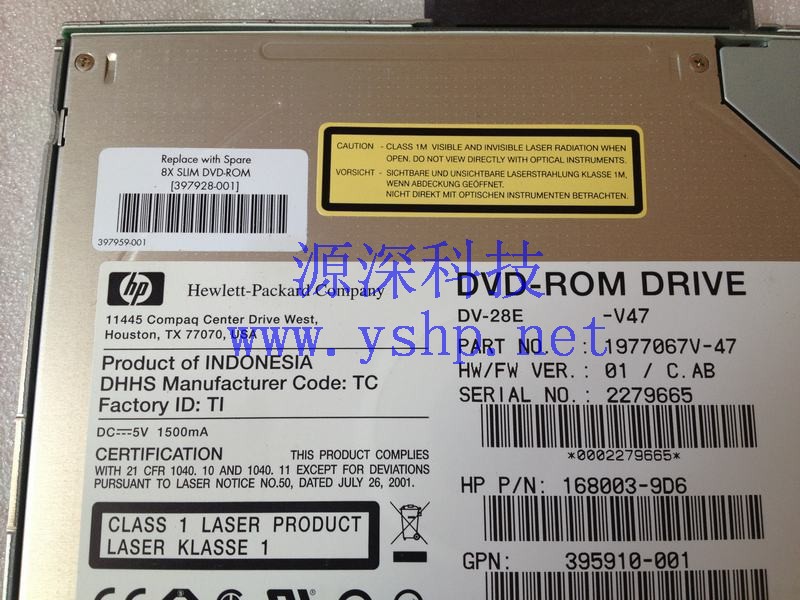 Replace with Spare
8X SLIM DVD-ROM
[397928-001]
397959-001
CAUTION - CLASS 1M VISIBLE AND INVISIBLE LASER RADIATION WHEN
OPEN. DO NOT VIEW DIRECTLY WITH OPTICAL INSTRUMENTS.
VORSICHT - SICHTBARE UND UNSICHTBARE LASERSTRAHLUNG KLASSE 1M,
WENN ABDECKUNG GEÖFFNET.
NICHT DIREKT MIT OPTISCHEN INSTRUMENTEN BETRACHTEN.
源深科技
www.yshp.net
hp
Hewlett-Packard Company
11445 Compaq Center Drive West,
Houston, TX 77070, USA
Product of INDONESIA
DHHS Manufacturer Code: TC
Factory ID: TI
DC⎓5V 1500mA
CERTIFICATION THIS PRODUCT COMPLIES
WITH 21 CFR 1040. 10 AND 1040. 11 EXCEPT FOR DEVIATIONS
PURSUANT TO LASER NOTICE NO.50, DATED JULY 26, 2001.
CLASS 1 LASER PRODUCT
LASER KLASSE 1
DVD-ROM DRIVE
DV-28E -V47
PART NO. : 1977067V-47
HW/FW VER.: 01 / C.AB
SERIAL NO.: 2279665
*0002279665*
HP P/N: 168003-9D6
GPN: 395910-001